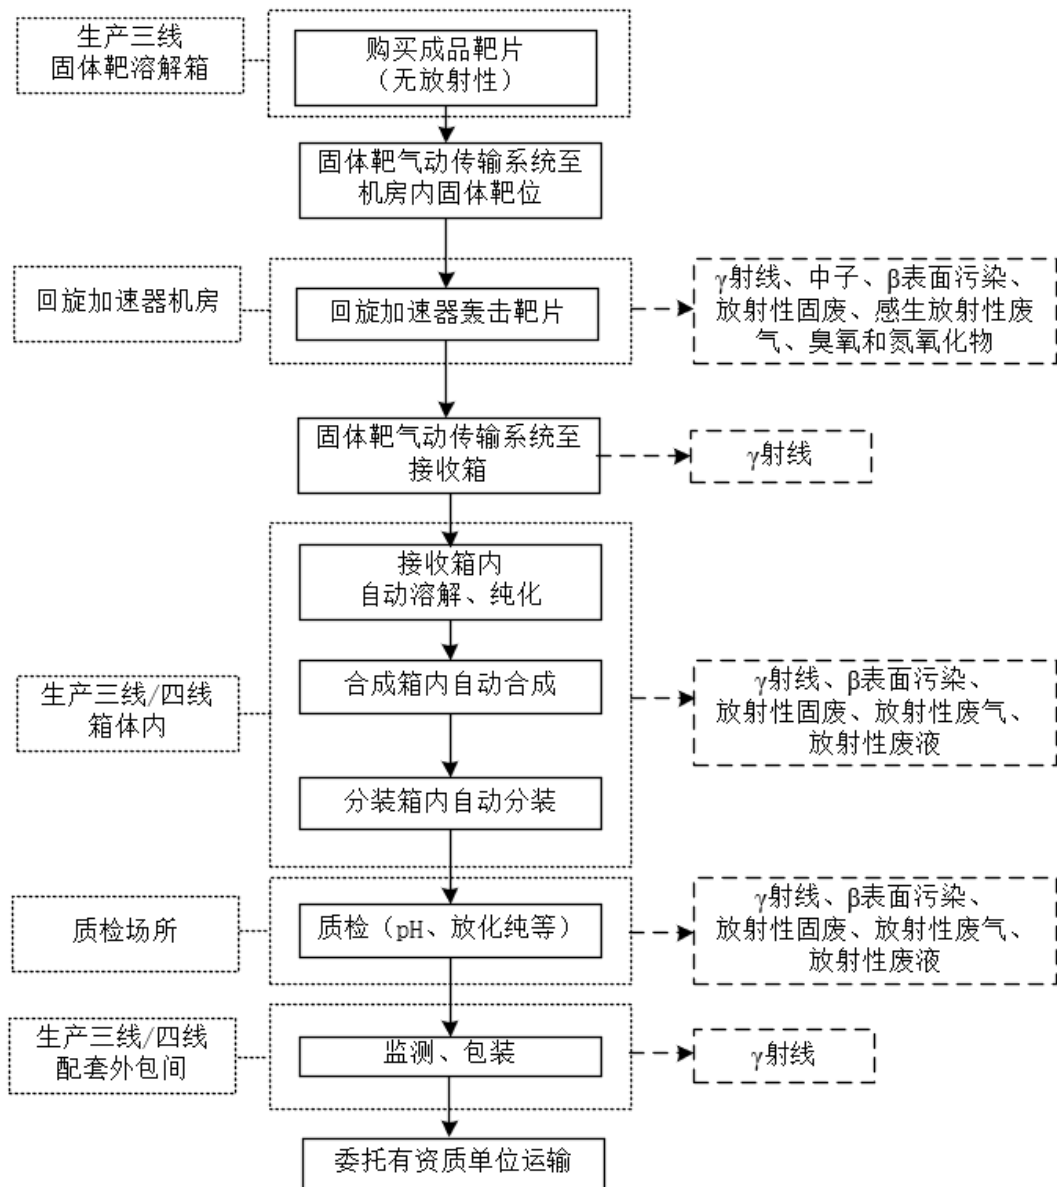 生产三线
固体靶溶解箱
购买成品靶片
（无放射性）
固体靶气动传输系统至
机房内固体靶位
回旋加速器机房
回旋加速器轰击靶片
γ射线、中子、β表面污染、
放射性固废、感生放射性废
气、臭氧和氮氧化物
固体靶气动传输系统至
接收箱
γ射线
接收箱内
自动溶解、纯化
生产三线/四线
箱体内
合成箱内自动合成
γ射线、β表面污染、
放射性固废、放射性废气、
放射性废液
分装箱内自动分装
质检场所
质检（pH、放化纯等）
γ射线、β表面污染、
放射性固废、放射性废气、
放射性废液
生产三线/四线
配套外包间
监测、包装
γ射线
委托有资质单位运输